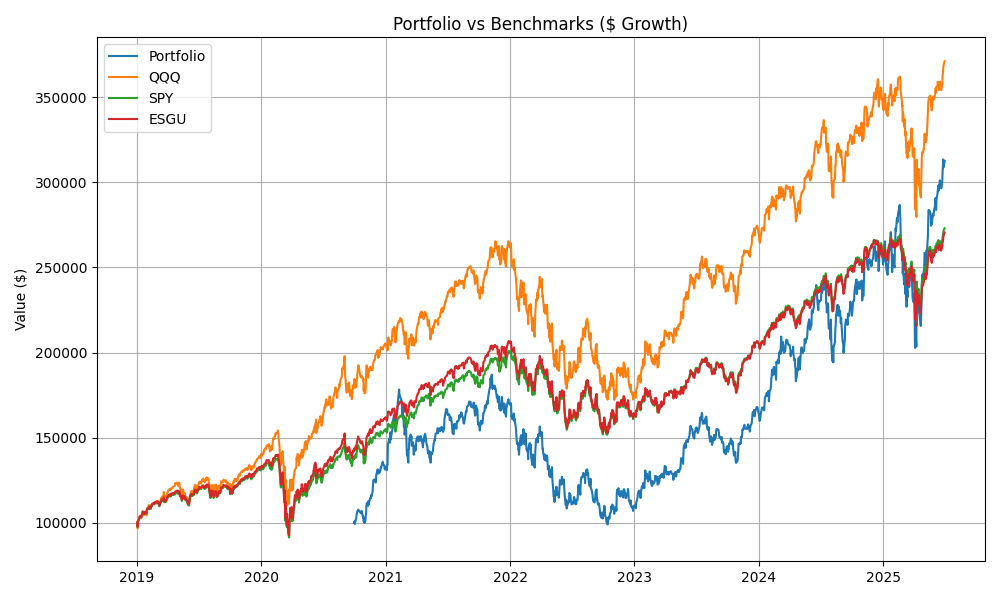 Portfolio vs Benchmarks ($ Growth)
Portfolio
QQQ
SPY
ESGU
Value ($)
350000
300000
250000
200000
150000
100000
2019
2020
2021
2022
2023
2024
2025